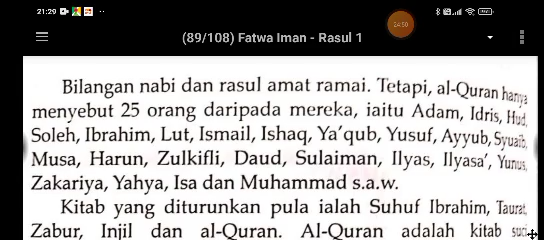 21:29
24:50
(89/108) Fatwa Iman - Rasul 1
Bilangan nabi dan rasul amat ramai. Tetapi, al-Quran hanya
menyebut 25 orang daripada mereka, iaitu Adam, Idris, Hud,
Soleh, Ibrahim, Lut, Ismail, Ishaq, Ya'qub, Yusuf, Ayyub, Syuaib,
Musa, Harun, Zulkifli, Daud, Sulaiman, Ilyas, Ilyasa', Yunus,
Zakariya, Yahya, Isa dan Muhammad s.a.w.
Kitab yang diturunkan pula ialah Suhuf Ibrahim, Taurat,
Zabur, Injil dan al-Quran. Al-Quran adalah kitab suci